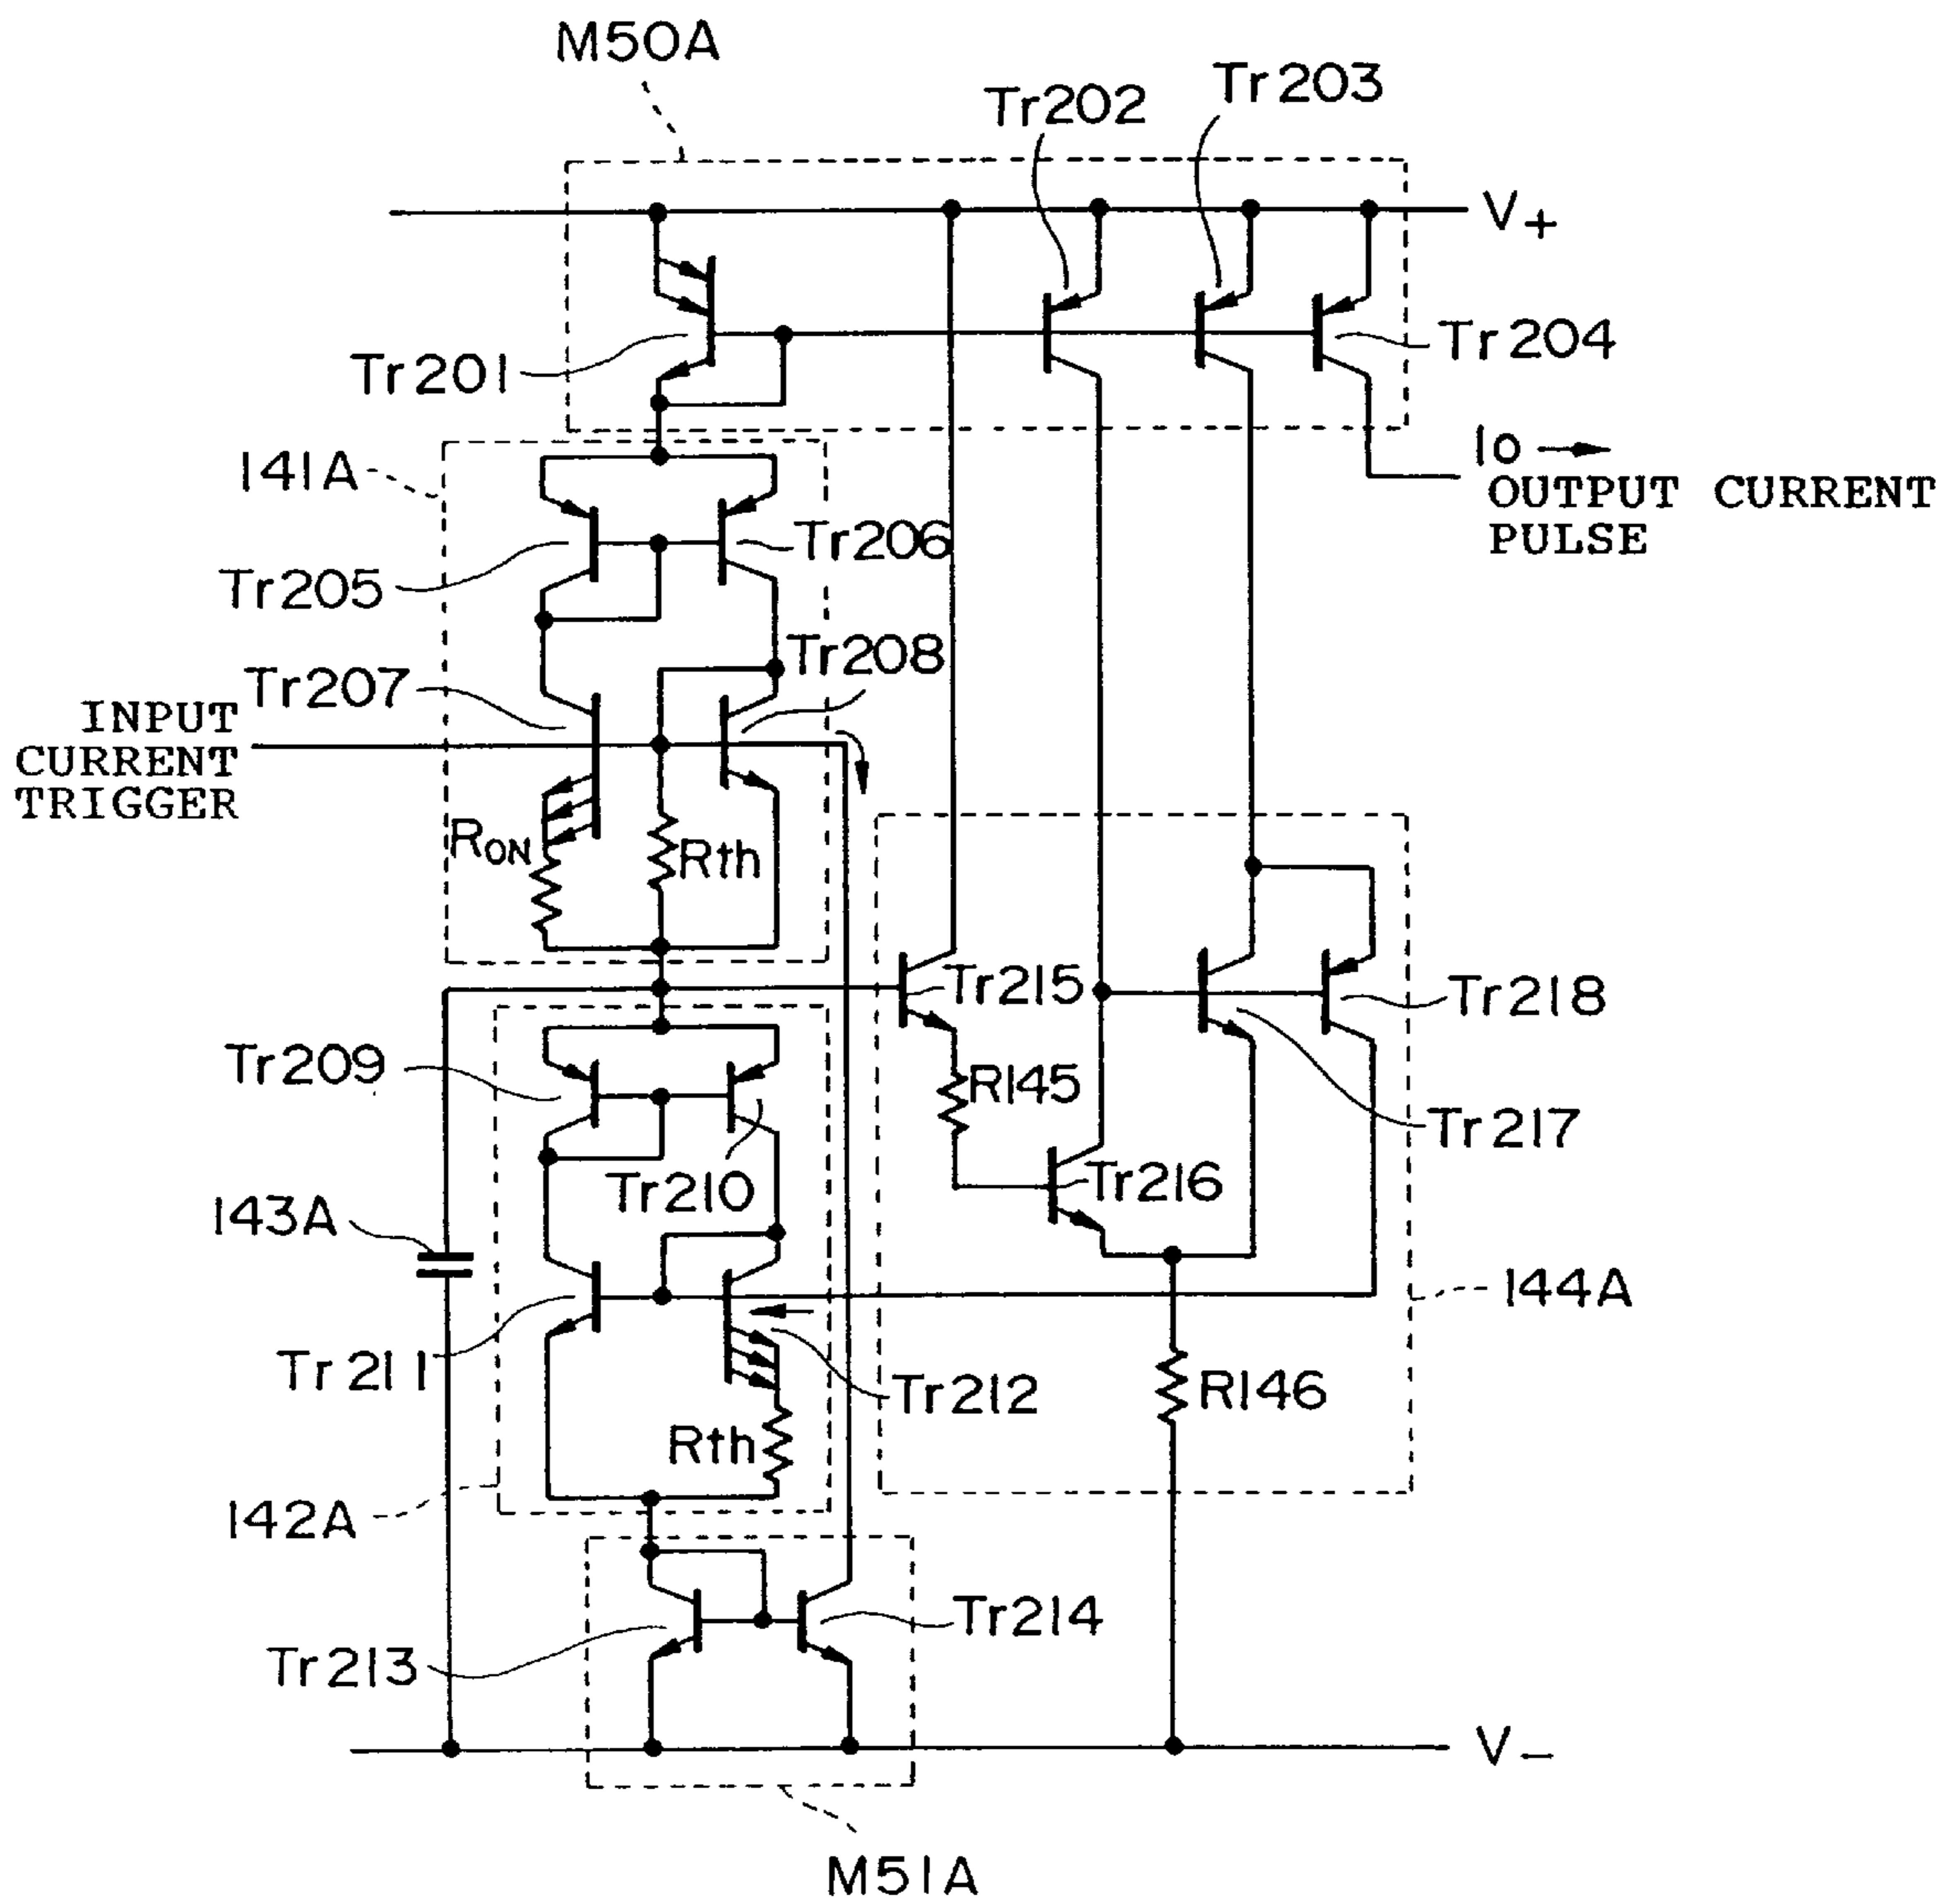 M50A
Tr202
Tr203
V+
Tr201
Tr204
Io →
OUTPUT CURRENT
PULSE
141A
Tr206
Tr205
Tr208
Tr207
INPUT
CURRENT
TRIGGER
RON
Rth
Tr215
Tr218
Tr209
R145
Tr217
Tr210
Tr216
143A
144A
Tr211
Tr212
R146
Rth
142A
Tr214
Tr213
V−
M51A